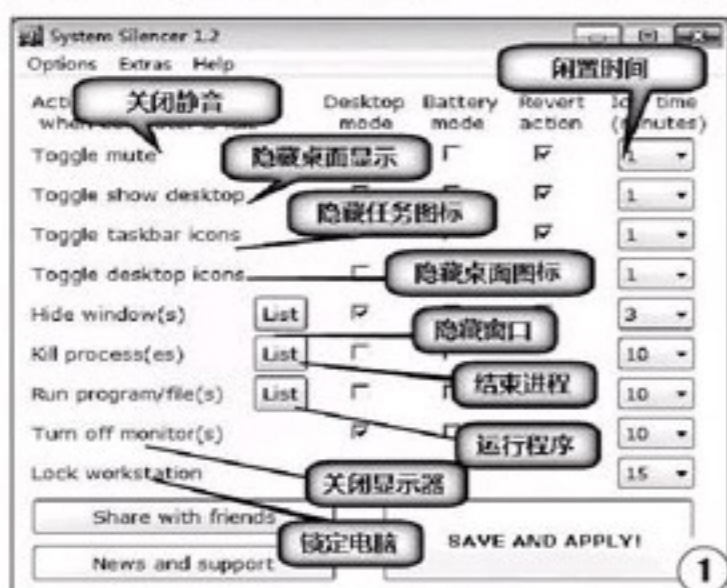 System Silencer 1.2
Options Extras Help
闲置时间
关闭静音
Desktop Battery Revert
mode mode action
Toggle mute
1
隐藏桌面显示
Toggle show desktop
1
隐藏任务图标
Toggle taskbar icons
1
Toggle desktop icons
隐藏桌面图标
1
Hide window(s) List
3
隐藏窗口
Kill process(es) List
10
结束进程
Run program/file(s) List
10
Turn off monitor(s)
10
运行程序
Lock workstation
15
关闭显示器
Share with friends
锁定电脑
SAVE AND APPLY!
News and support
1